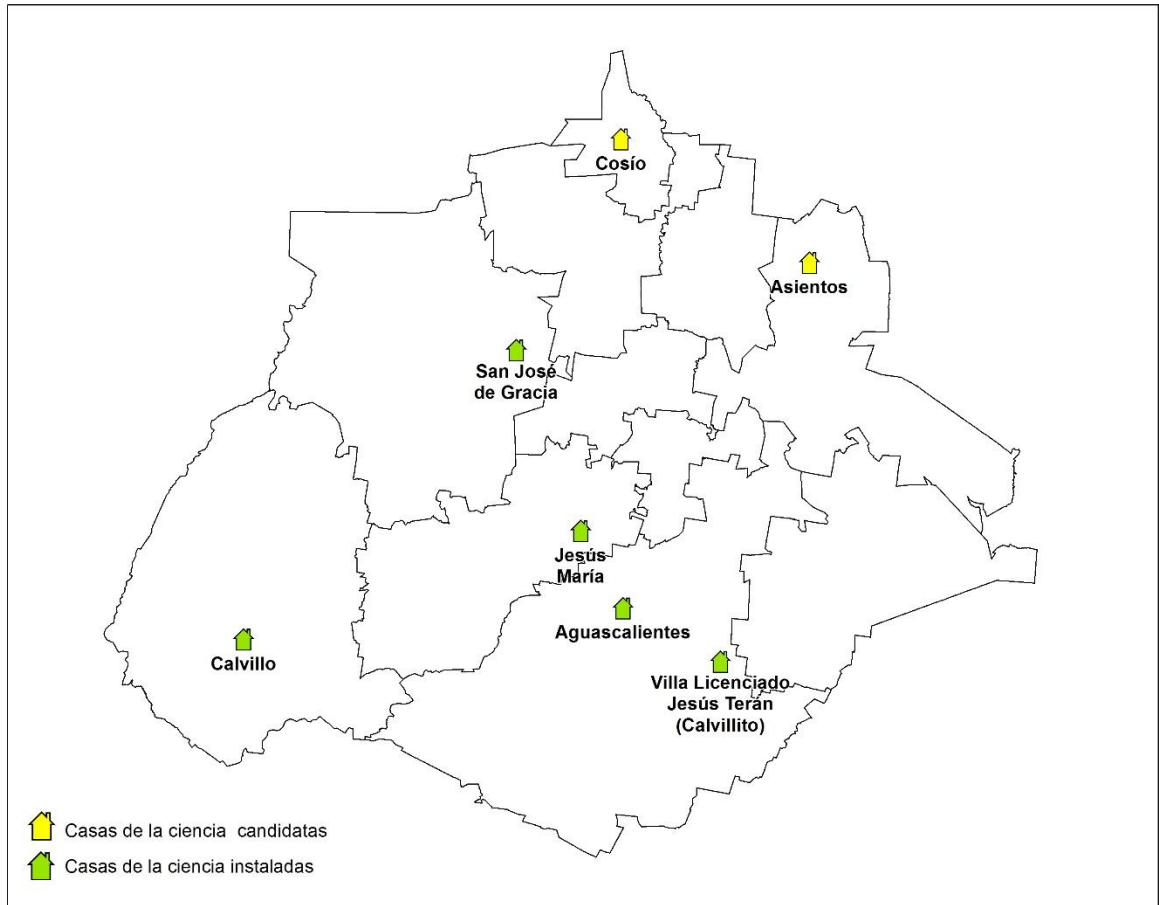 Cosío
Asientos
San José
de Gracia
Jesús
María
Aguascalientes
Calvillo
Villa Licenciado
Jesús Terán
(Calvillito)
Casas de la ciencia candidatas
Casas de la ciencia instaladas